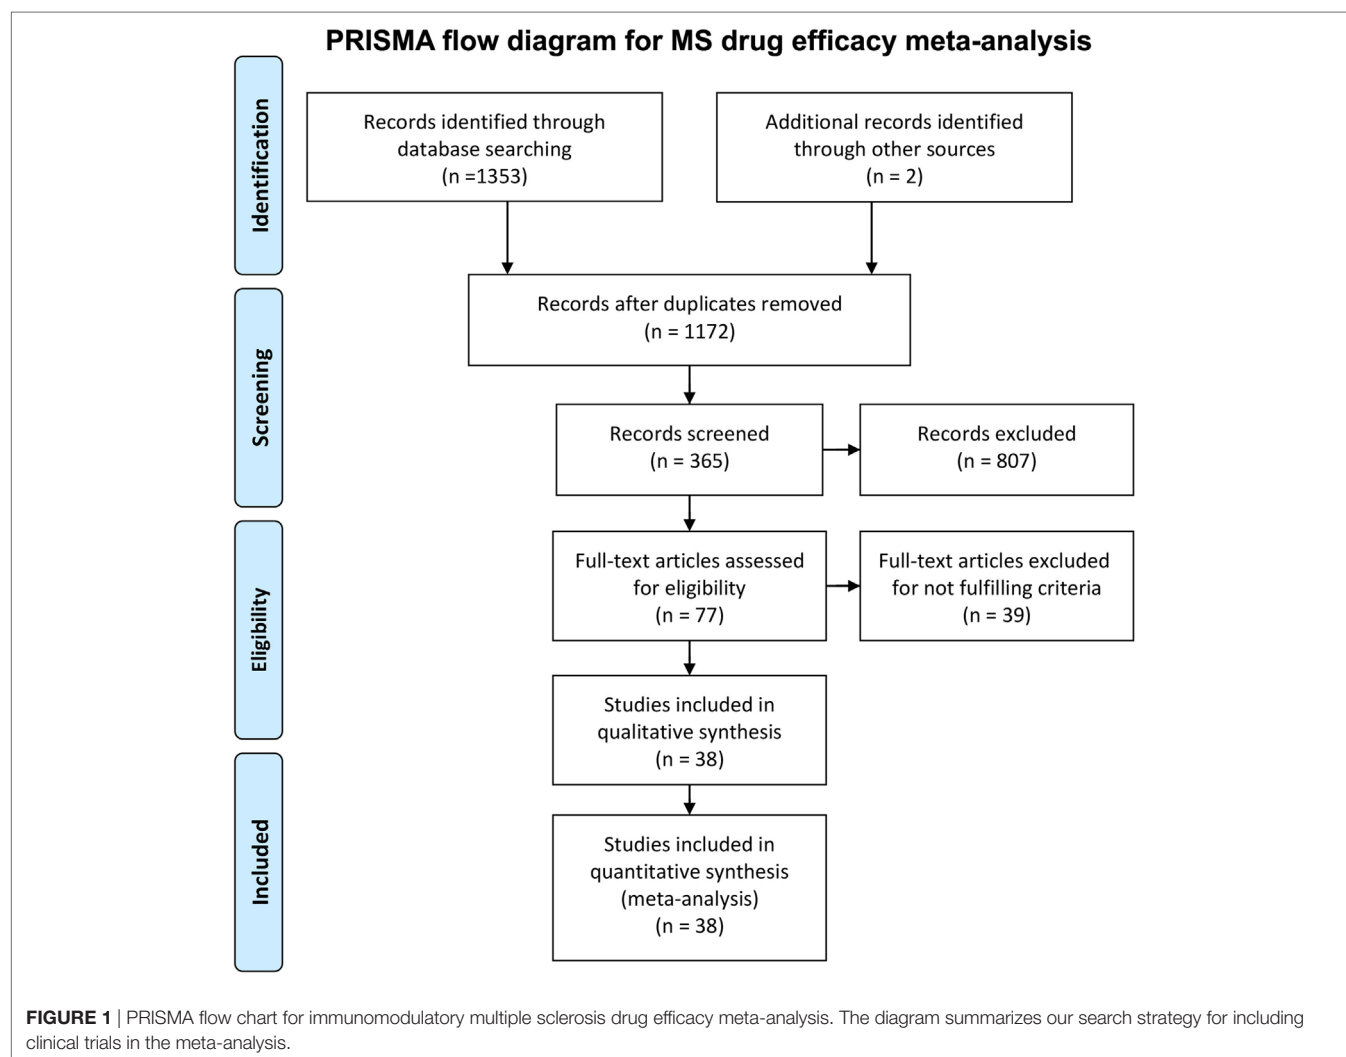 PRISMA flow diagram for MS drug efficacy meta-analysis
Identification
Records identified through
database searching
(n =1353)
Additional records identified
through other sources
(n = 2)
Screening
Records after duplicates removed
(n = 1172)
Records screened
(n = 365)
Records excluded
(n = 807)
Eligibility
Full-text articles assessed
for eligibility
(n = 77)
Full-text articles excluded
for not fulfilling criteria
(n = 39)
Studies included in
qualitative synthesis
(n = 38)
Included
Studies included in
quantitative synthesis
(meta-analysis)
(n = 38)
FIGURE 1 | PRISMA flow chart for immunomodulatory multiple sclerosis drug efficacy meta-analysis. The diagram summarizes our search strategy for including
clinical trials in the meta-analysis.